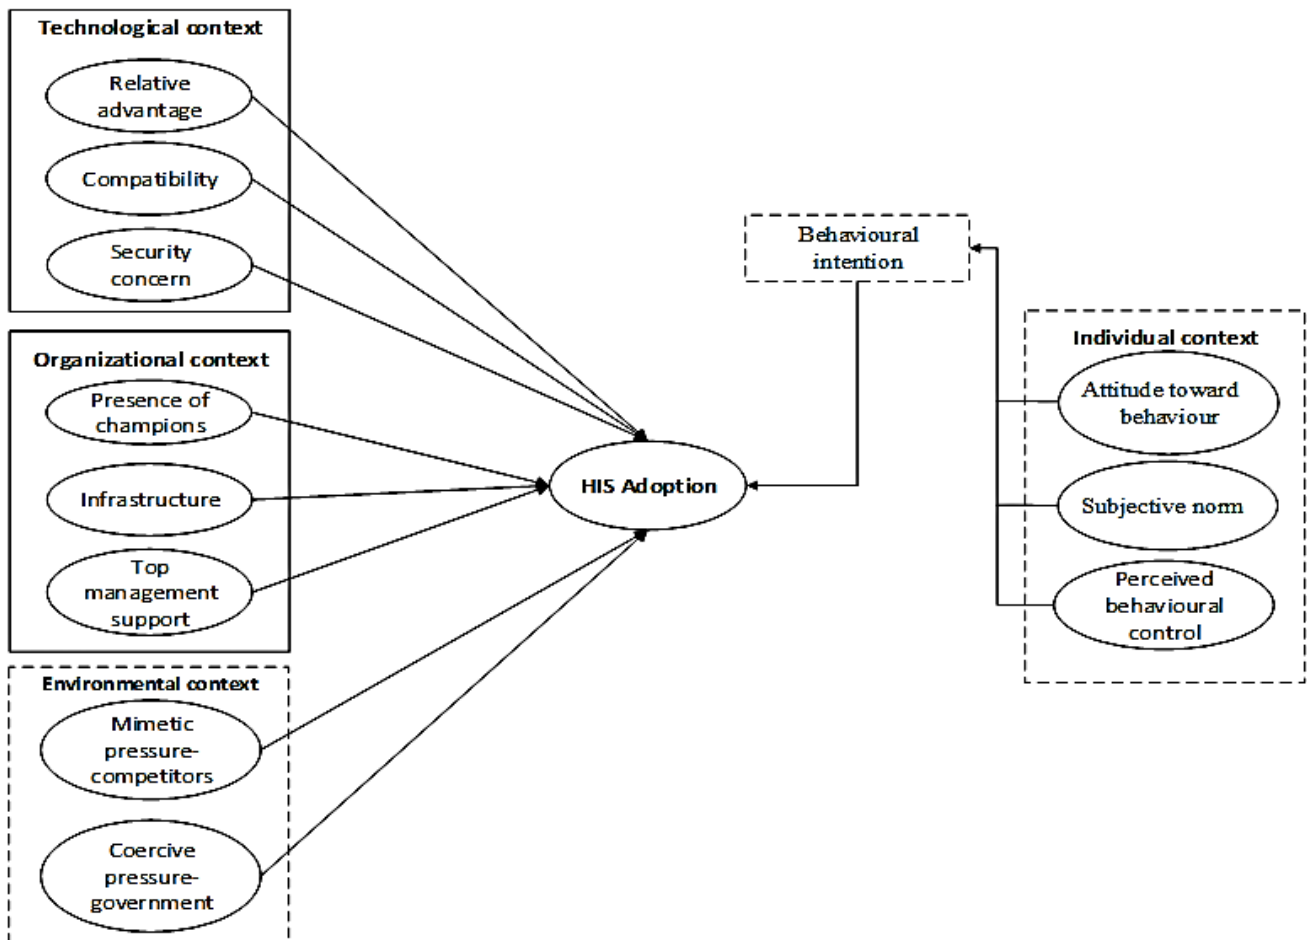 Technological context
Relative
advantage
Compatibility
Security
concern
Organizational context
Presence of
champions
Infrastructure
Top
management
support
Environmental context
Mimetic
pressure-
competitors
Coercive
pressure-
government
HIS Adoption
Behavioural
intention
Individual context
Attitude toward
behaviour
Subjective norm
Perceived
behavioural
control